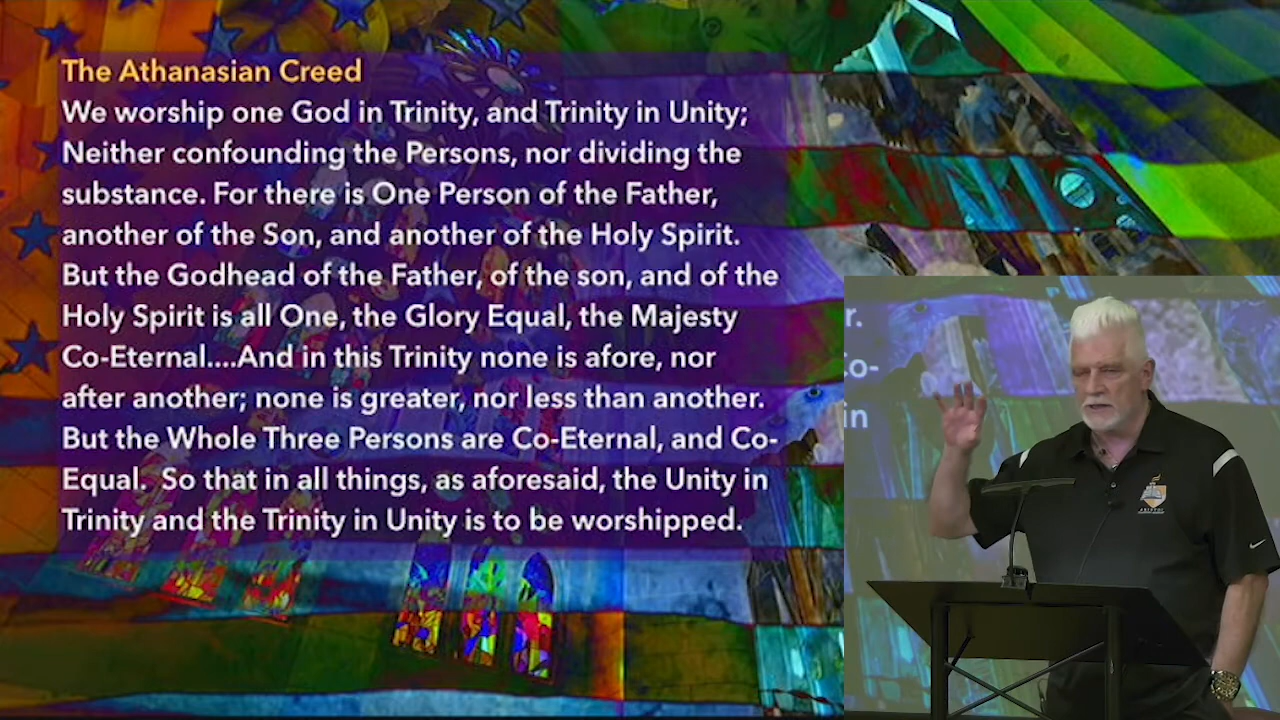 The Athanasian Creed
We worship one God in Trinity, and Trinity in Unity;
Neither confounding the Persons, nor dividing the
substance. For there is One Person of the Father,
another of the Son, and another of the Holy Spirit.
But the Godhead of the Father, of the son, and of the
Holy Spirit is all One, the Glory Equal, the Majesty
Co-Eternal....And in this Trinity none is afore, nor
after another; none is greater, nor less than another.
But the Whole Three Persons are Co-Eternal, and Co-
Equal.  So that in all things, as aforesaid, the Unity in
Trinity and the Trinity in Unity is to be worshipped.
r.
o-
in